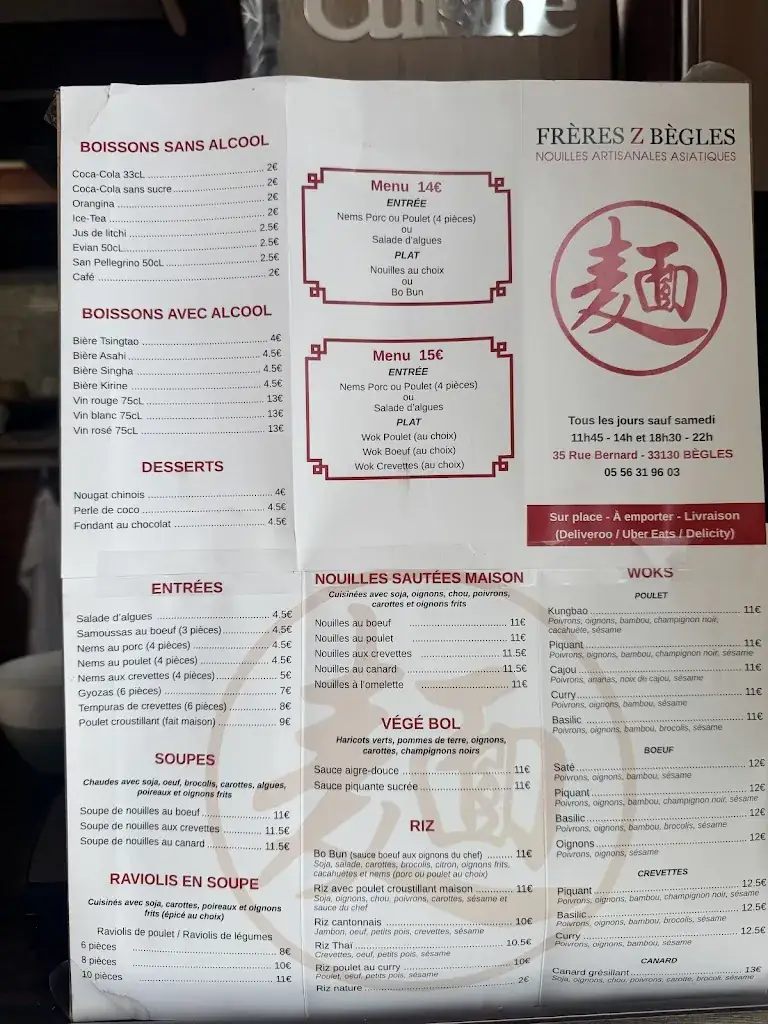 Cuisine
BOISSONS SANS ALCOOL
Coca-Cola 33cL 2€
Coca-Cola sans sucre 2€
Orangina 2€
Ice-Tea 2€
Jus de litchi 2.5€
Evian 50cL 2.5€
San Pellegrino 50cL 2.5€
Café 2€
BOISSONS AVEC ALCOOL
Bière Tsingtao 4€
Bière Asahi 4.5€
Bière Singha 4.5€
Bière Kirine 4.5€
Vin rouge 75cL 13€
Vin blanc 75cL 13€
Vin rosé 75cL 13€
DESSERTS
Nougat chinois 4€
Perle de coco 4.5€
Fondant au chocolat 4.5€
Menu 14€
ENTRÉE
Nems Porc ou Poulet (4 pièces)
ou
Salade d'algues
PLAT
Nouilles au choix
ou
Bo Bun
Menu 15€
ENTRÉE
Nems Porc ou Poulet (4 pièces)
ou
Salade d'algues
PLAT
Wok Poulet (au choix)
Wok Boeuf (au choix)
Wok Crevettes (au choix)
FRÈRES Z BÈGLES
NOUILLES ARTISANALES ASIATIQUES
麺
Tous les jours sauf samedi
11h45 - 14h et 18h30 - 22h
35 Rue Bernard - 33130 BÈGLES
05 56 31 96 03
Sur place - À emporter - Livraison
(Deliveroo / Uber Eats / Delicity)
ENTRÉES
Salade d'algues 4.5€
Samoussas au boeuf (3 pièces) 4.5€
Nems au porc (4 pièces) 4.5€
Nems au poulet (4 pièces) 4.5€
Nems aux crevettes (4 pièces) 5€
Gyozas (6 pièces) 7€
Tempuras de crevettes (6 pièces) 8€
Poulet croustillant (fait maison) 9€
SOUPES
Chaudes avec soja, oeuf, brocolis, carottes, algues,
poireaux et oignons frits
Soupe de nouilles au boeuf 11€
Soupe de nouilles aux crevettes 11.5€
Soupe de nouilles au canard 11.5€
RAVIOLIS EN SOUPE
Cuisinés avec soja, carottes, poireaux et oignons
frits (épicé au choix)
Raviolis de poulet / Raviolis de légumes
6 pièces 8€
8 pièces 10€
10 pièces 11€
NOUILLES SAUTÉES MAISON
Cuisinées avec soja, oignons, chou, poivrons,
carottes et oignons frits
Nouilles au boeuf 11€
Nouilles au poulet 11€
Nouilles aux crevettes 11.5€
Nouilles au canard 11.5€
Nouilles à l'omelette 11€
VÉGÉ BOL
Haricots verts, pommes de terre, oignons,
carottes, champignons noirs
Sauce aigre-douce 11€
Sauce piquante sucrée 11€
RIZ
Bo Bun (sauce boeuf aux oignons du chef) 11€
Soja, salade, carottes, brocolis, citron, oignons frits,
cacahuètes et nems (porc ou poulet au choix)
Riz avec poulet croustillant maison 11€
Soja, oignons, chou, poivrons, carottes, sésame et
sauce du chef
Riz cantonnais 10€
Jambon, oeuf, petits pois, crevettes, sésame
Riz Thaï 10.5€
Crevettes, oeuf, petits pois, sésame
Riz poulet au curry 10€
Poulet, oeuf, petits pois, sésame
Riz nature 2€
WOKS
POULET
Kungbao 11€
Poivrons, oignons, bambou, champignon noir,
cacahuète, sésame
Piquant 11€
Poivrons, oignons, bambou, champignon noir, sésame
Cajou 11€
Poivrons, ananas, noix de cajou, sésame
Curry 11€
Poivrons, oignons, bambou, sésame
Basilic 11€
Poivrons, oignons, bambou, brocolis, sésame
BOEUF
Saté 12€
Poivrons, oignons, bambou, sésame
Piquant 12€
Poivrons, oignons, bambou, champignon noir, sésame
Basilic 12€
Poivrons, oignons, bambou, brocolis, sésame
Oignons 12€
Poivrons, oignons, sésame
CREVETTES
Piquant 12.5€
Poivrons, oignons, bambou, champignon noir, sésame
Basilic 12.5€
Poivrons, oignons, bambou, brocolis, sésame
Curry 12.5€
Poivrons, oignons, bambou, sésame
CANARD
Canard grésillant 13€
Soja, oignons, chou, poivrons, carotte, brocoli, sésame